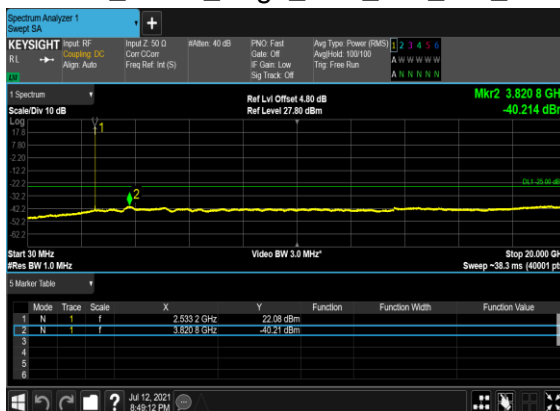 Spectrum Analyzer 1
Swept SA
KEYSIGHT Input: RF Input Z: 50 Ω #Atten: 40 dB PNO: Fast Avg Type: Power (RMS) 1 2 3 4 5 6
RL Coupling: DC Corr CCorr Gate: Off Avg|Hold: 100/100 A W W W W W
Align: Auto Freq Ref: Int (S) IF Gain: Low Trig: Free Run
Sig Track: Off A N N N N N
1 Spectrum Ref Lvl Offset 4.80 dB Mkr2 3.820 8 GH
Scale/Div 10 dB Ref Level 27.80 dBm -40.214 dBr
Log
17.8
1
7.80
-2.20
-12.2
-22.2
DL1 -25.00 dB
-32.2
2
-42.2
-52.2
-62.2
Start 30 MHz Video BW 3.0 MHz* Stop 20.000 GH
#Res BW 1.0 MHz Sweep ~38.3 ms (40001 pt
5 Marker Table
Mode Trace Scale X Y Function Function Width Function Value
1 N 1 f 2.533 2 GHz 22.08 dBm
2 N 1 f 3.820 8 GHz -40.21 dBm
3
4
5
6
? Jul 12, 2021
8:49:12 PM